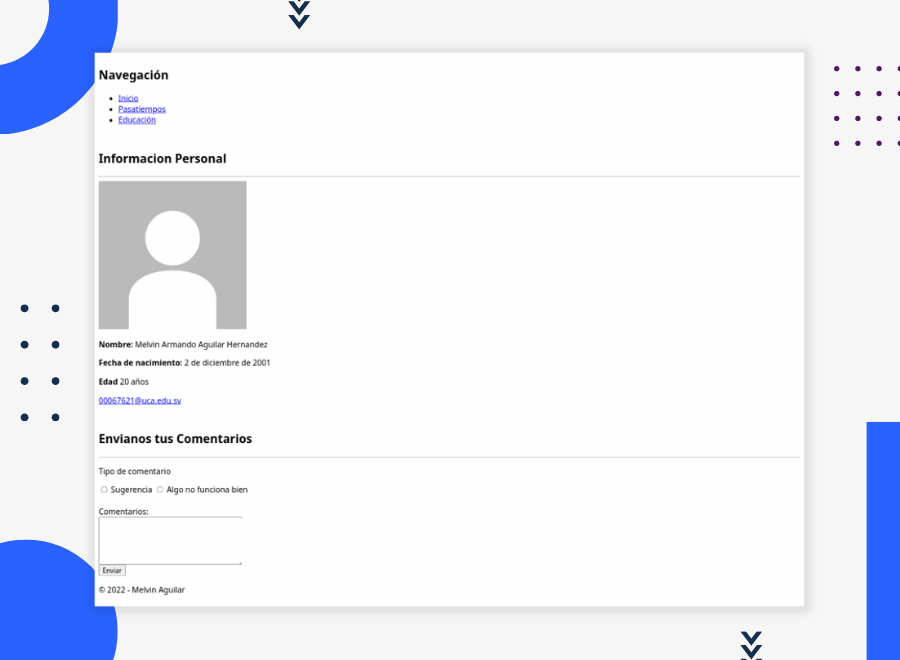 Navegación
Inicio
Pasatiempos
Educación
Informacion Personal
Nombre: Melvin Armando Aguilar Hernandez
Fecha de nacimiento: 2 de diciembre de 2001
Edad 20 años
00067621@uca.edu.sv
Envianos tus Comentarios
Tipo de comentario
Sugerencia Algo no funciona bien
Comentarios:
Enviar
© 2022 - Melvin Aguilar